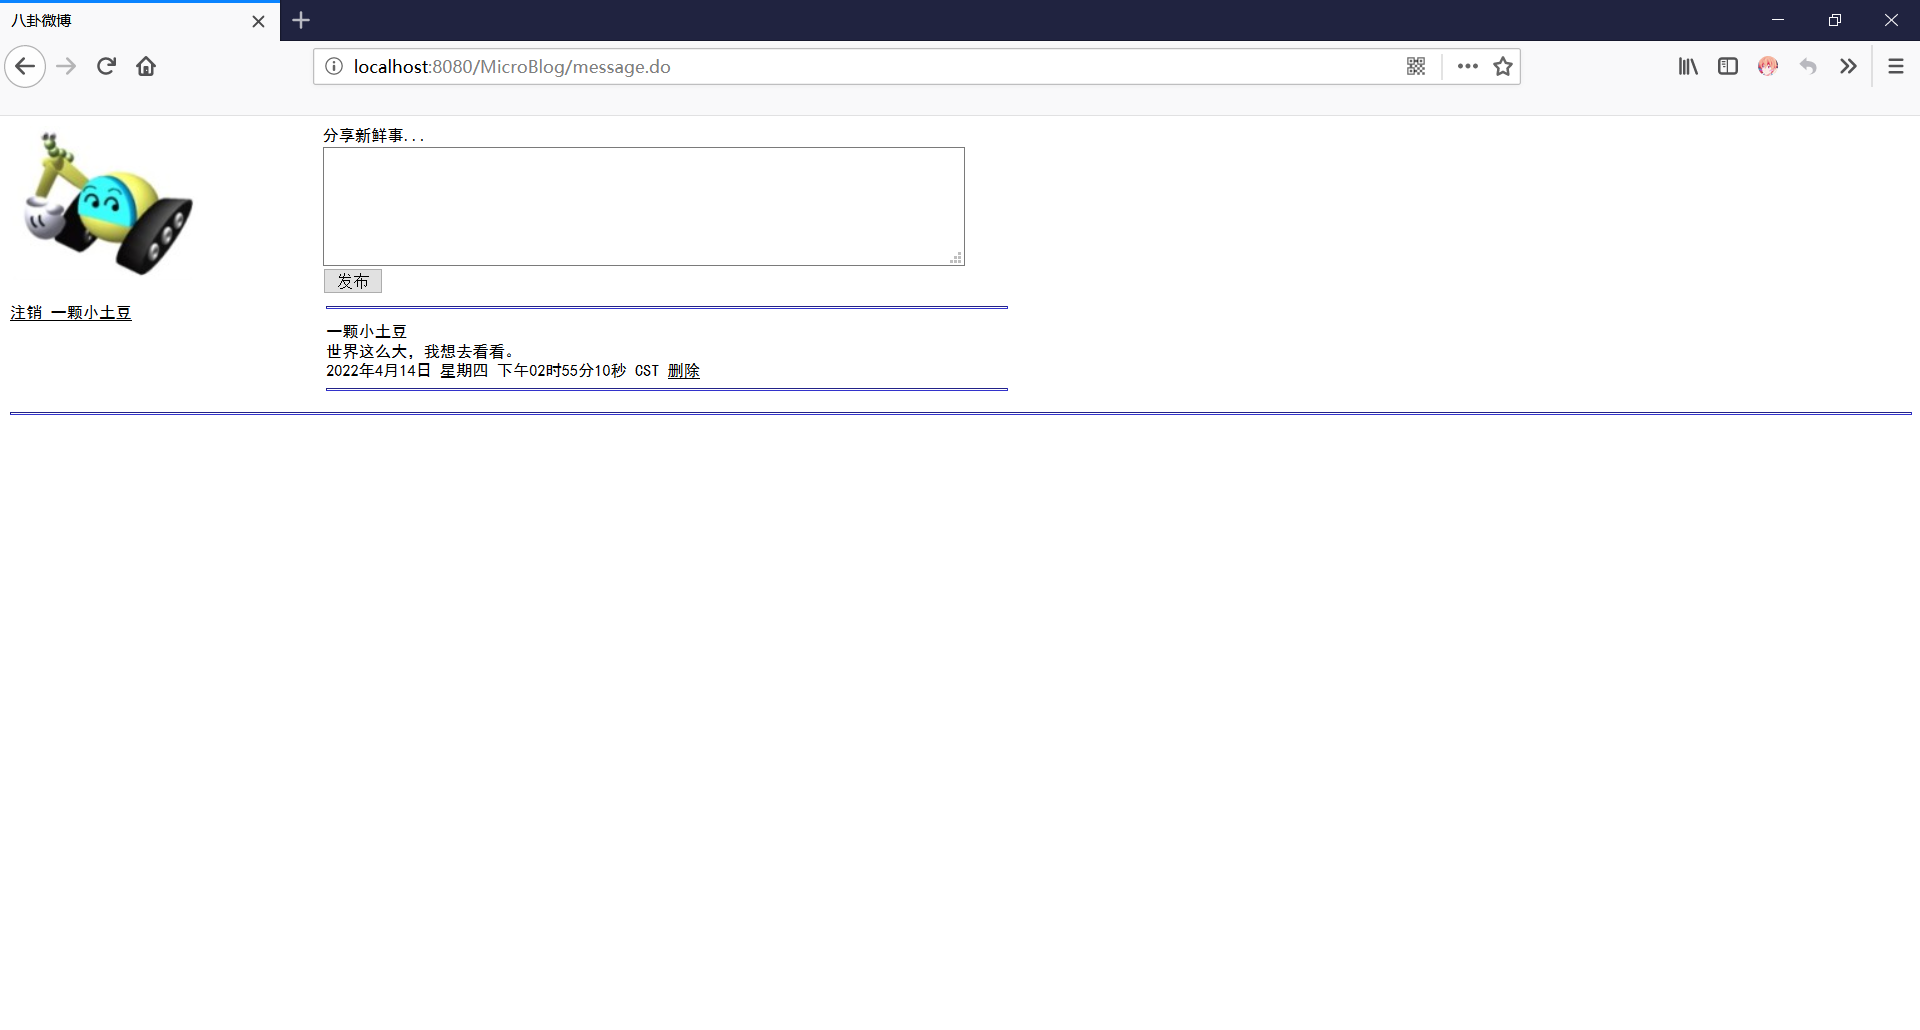 八卦微博
localhost:8080/MicroBlog/message.do
分享新鲜事...
发布
注销 一颗小土豆
一颗小土豆
世界这么大，我想去看看。
2022年4月14日 星期四 下午02时55分10秒 CST 删除